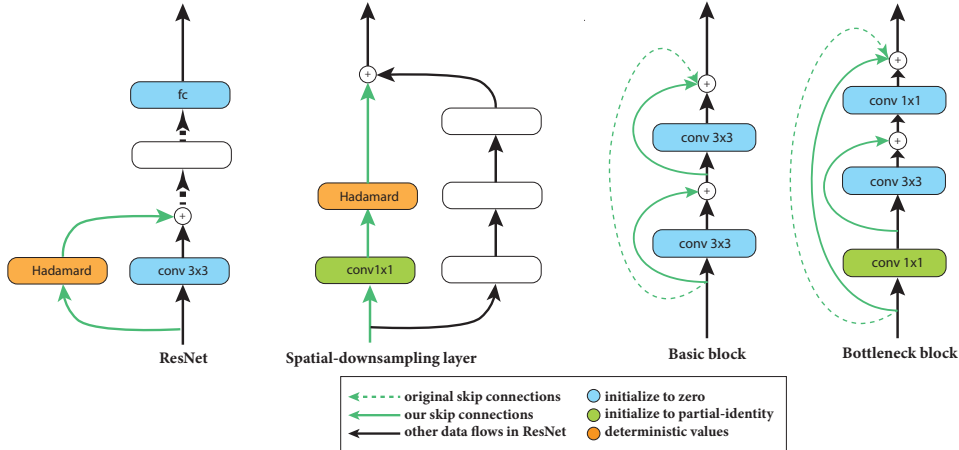 fc
+
Hadamard
conv 3x3
ResNet
+
Hadamard
conv1x1
Spatial-downsampling layer
+
conv 3x3
+
conv 3x3
Basic block
+
conv 1x1
+
conv 3x3
conv 1x1
Bottleneck block
original skip connections
our skip connections
other data flows in ResNet
initialize to zero
initialize to partial-identity
deterministic values